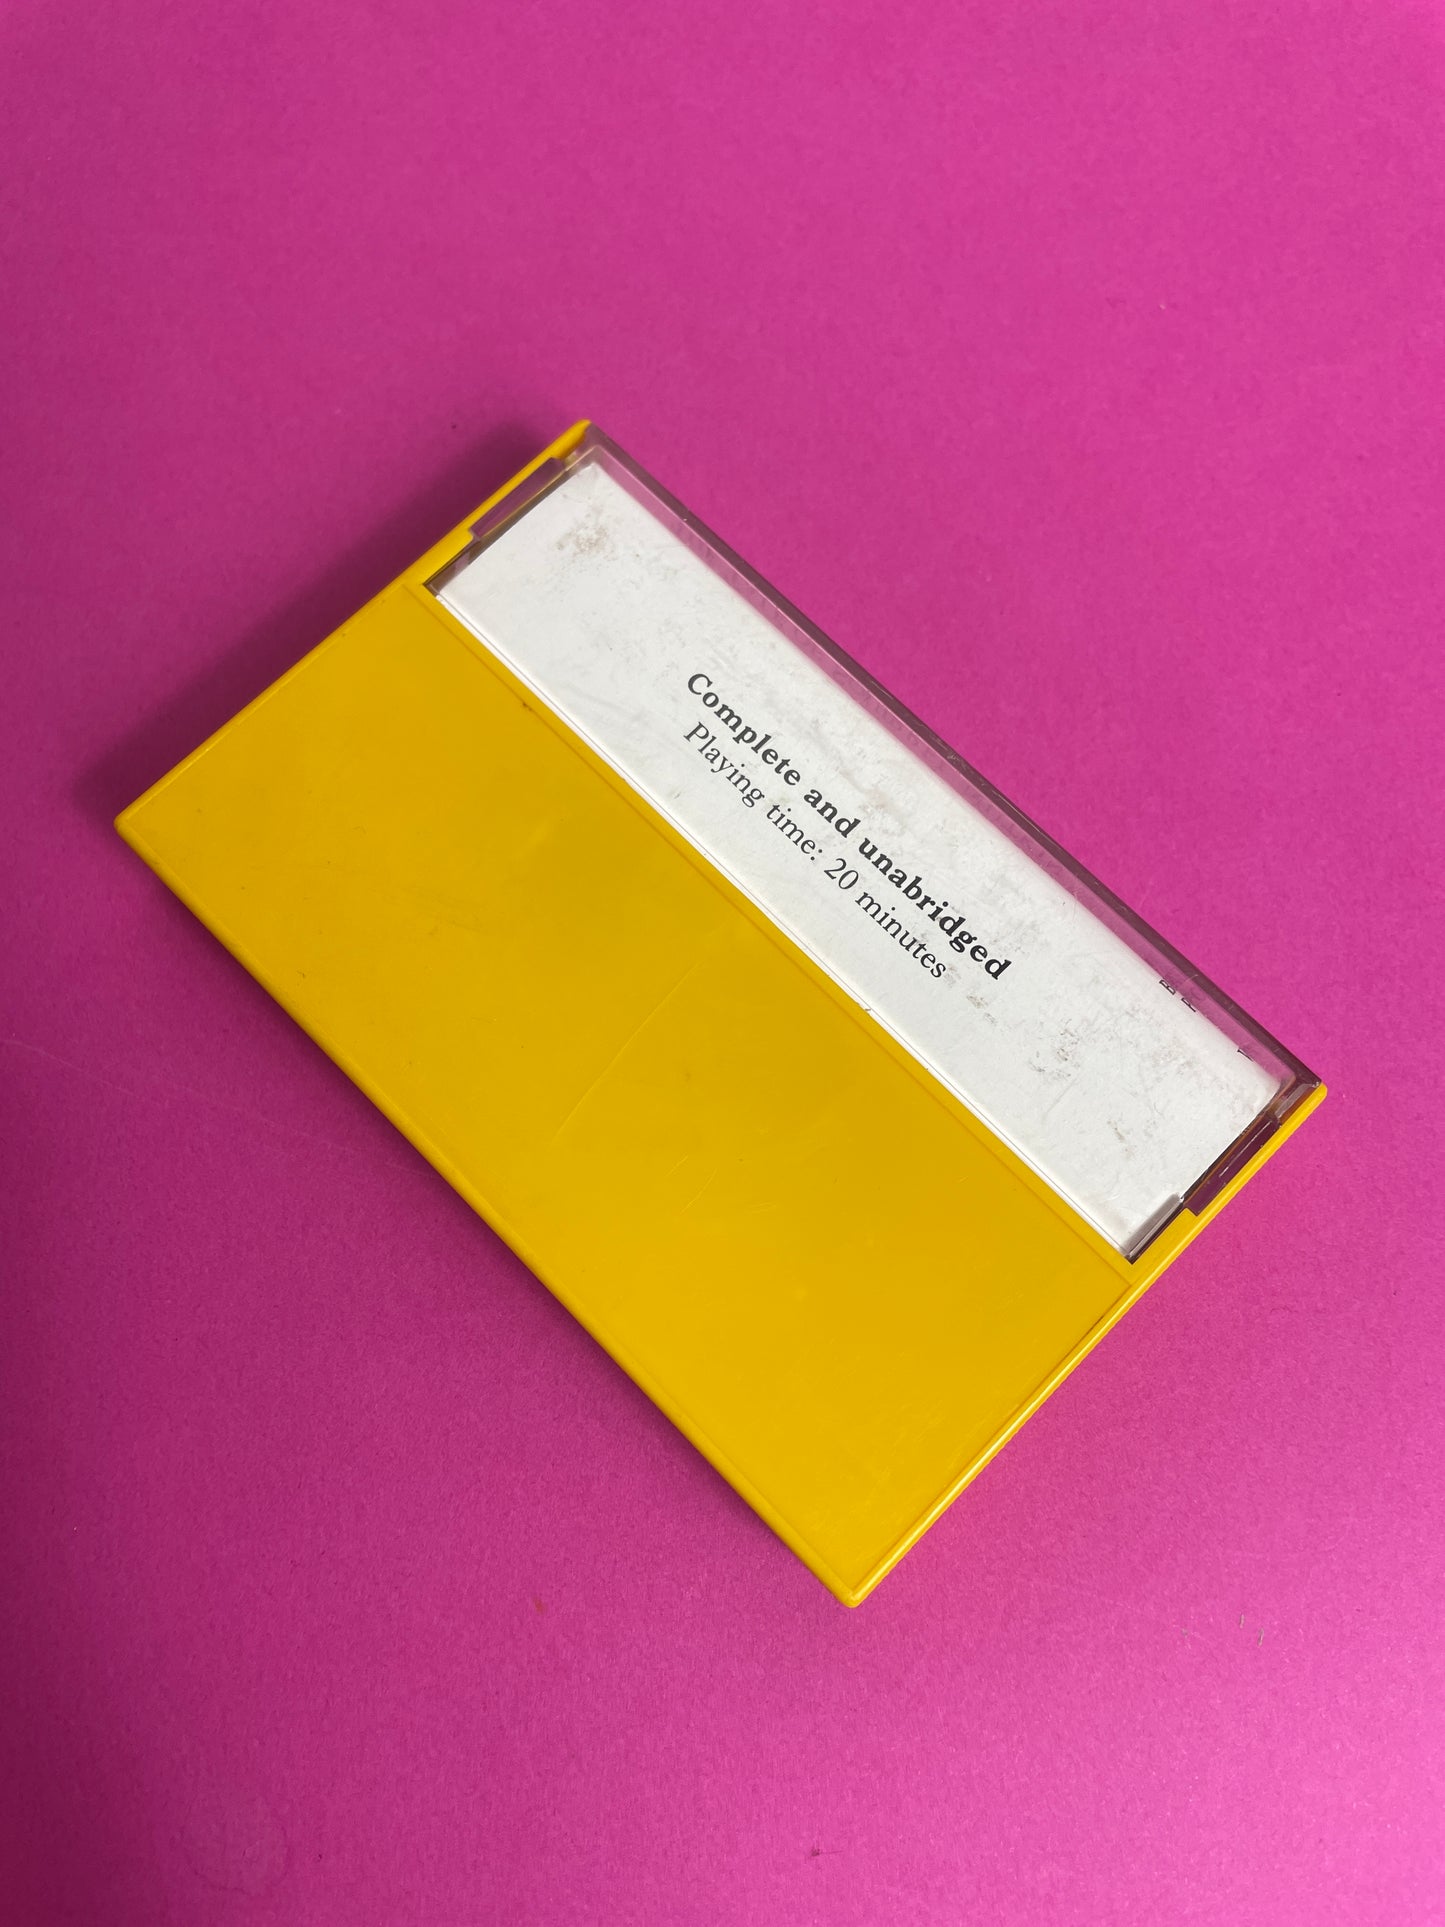 Complete and unabridged
Playing time: 20 minutes